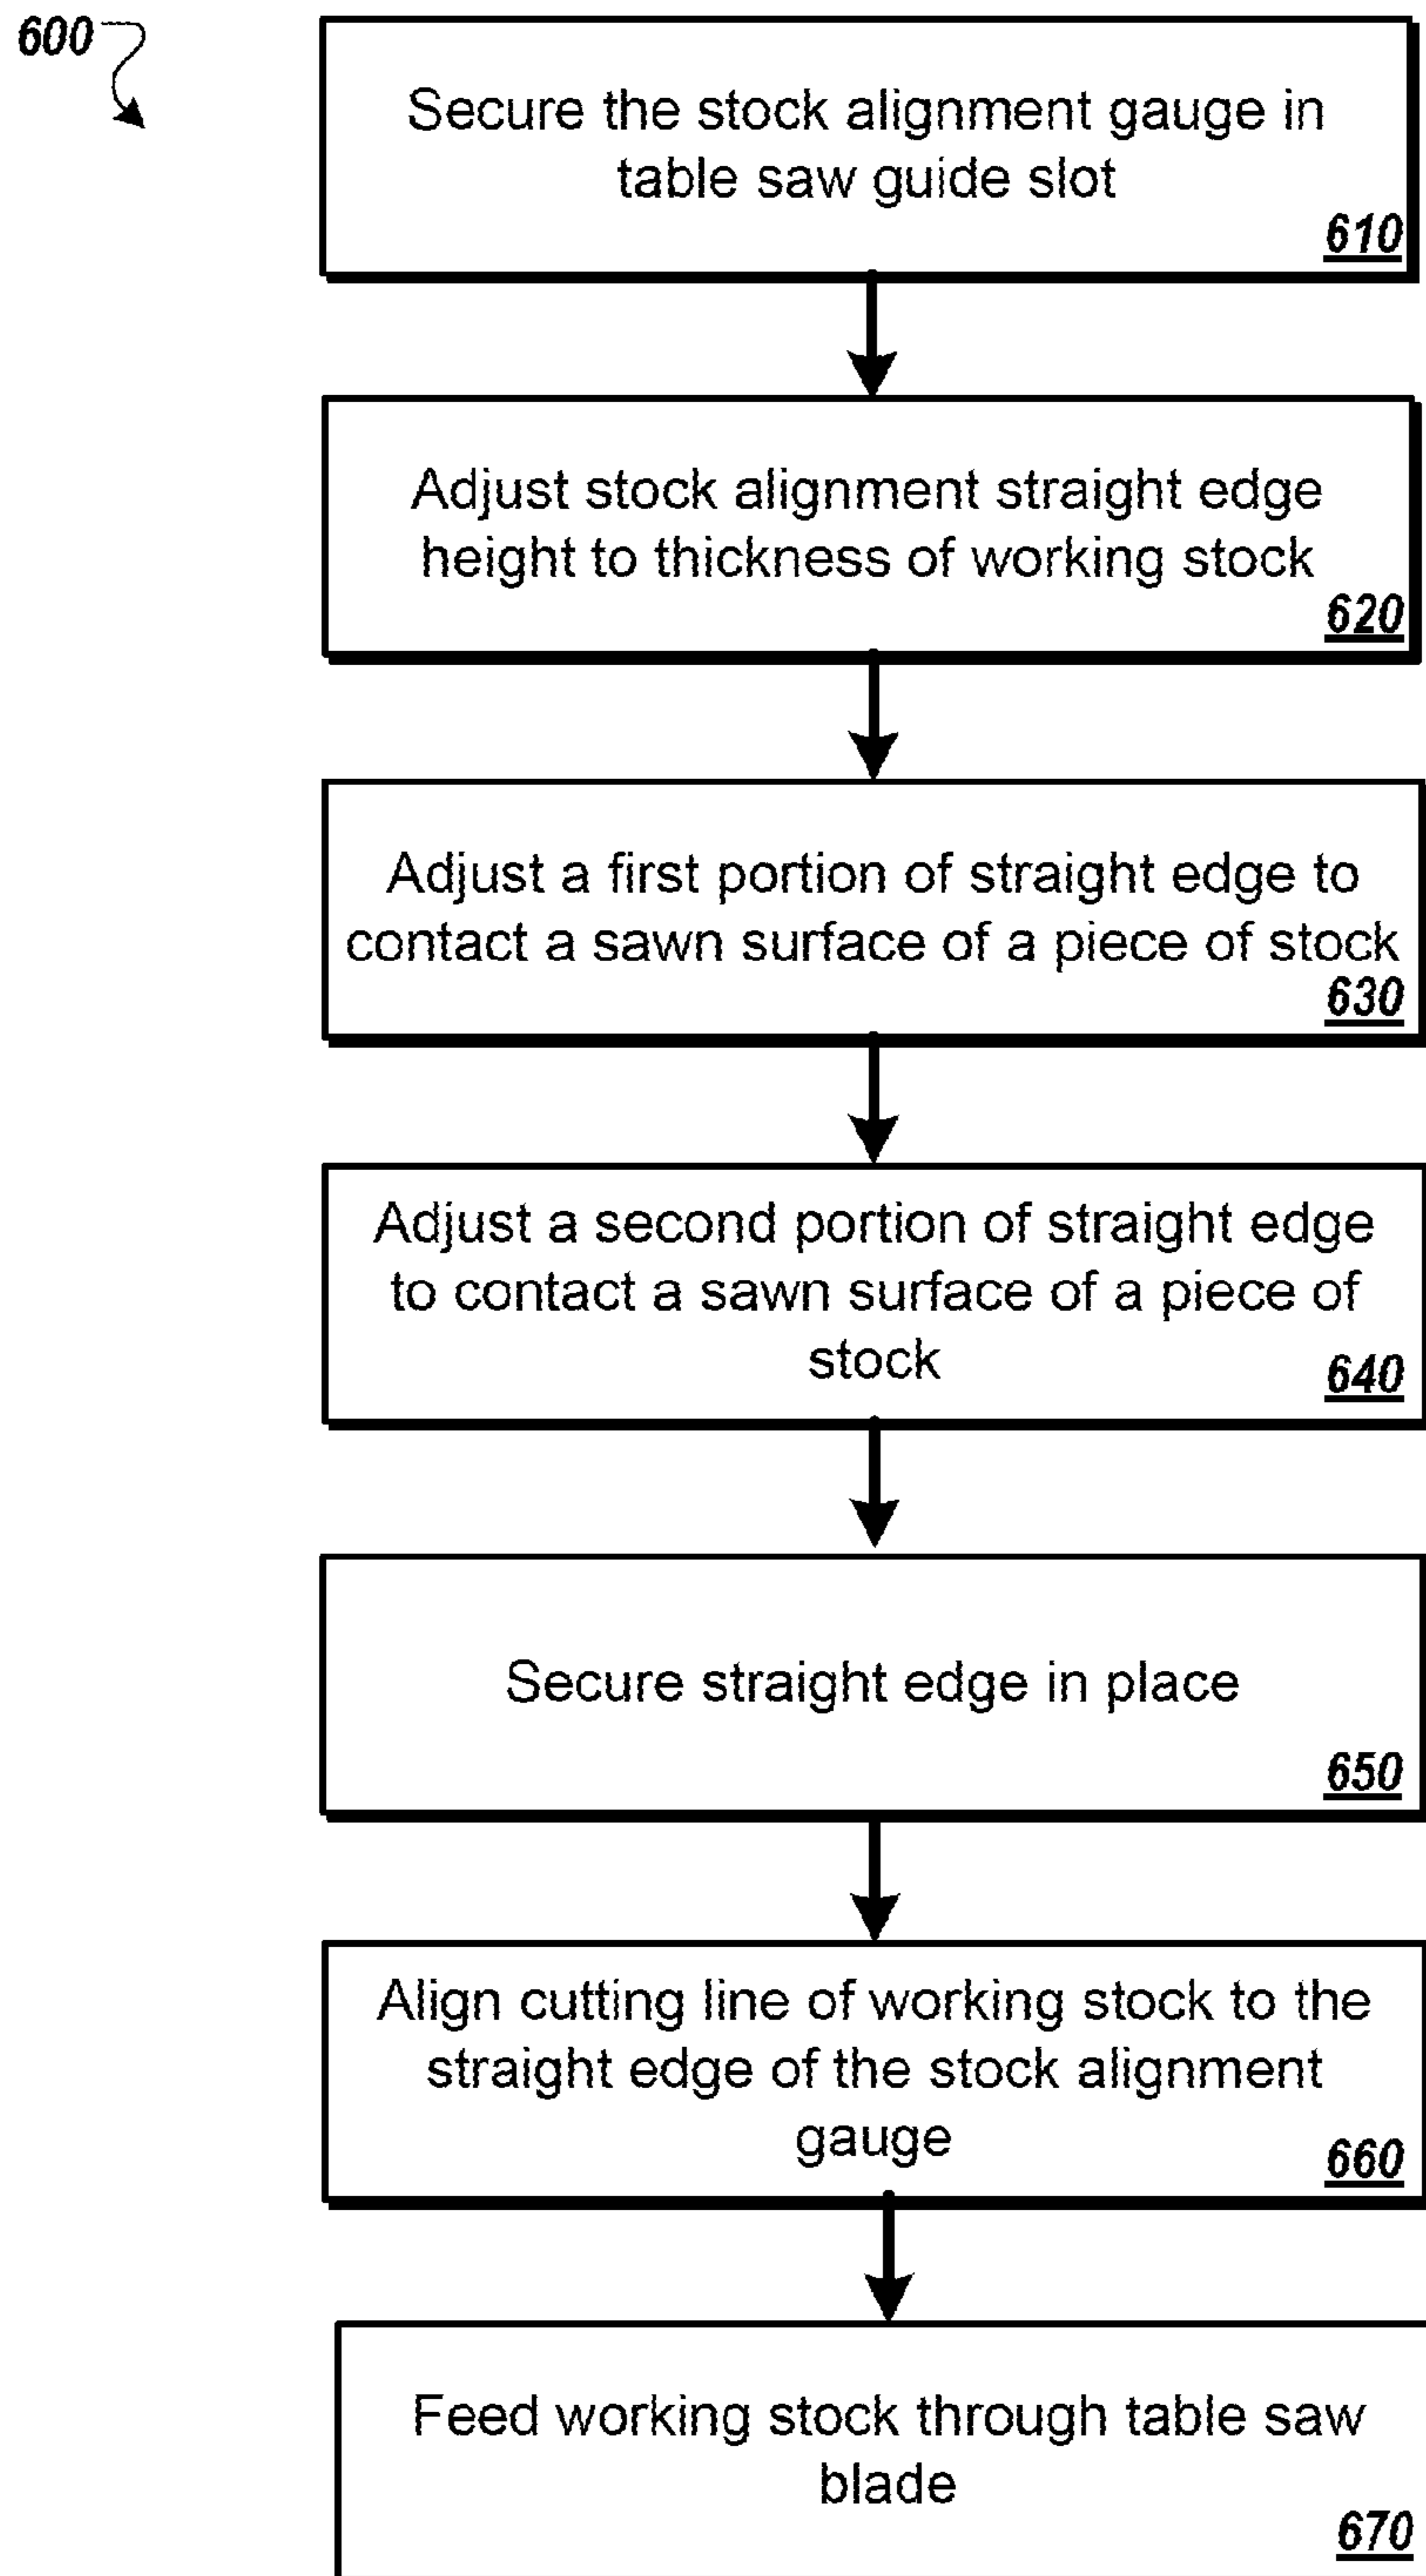 600
Secure the stock alignment gauge in
table saw guide slot
610
Adjust stock alignment straight edge
height to thickness of working stock
620
Adjust a first portion of straight edge to
contact a sawn surface of a piece of stock
630
Adjust a second portion of straight edge
to contact a sawn surface of a piece of
stock
640
Secure straight edge in place
650
Align cutting line of working stock to the
straight edge of the stock alignment
gauge
660
Feed working stock through table saw
blade
670